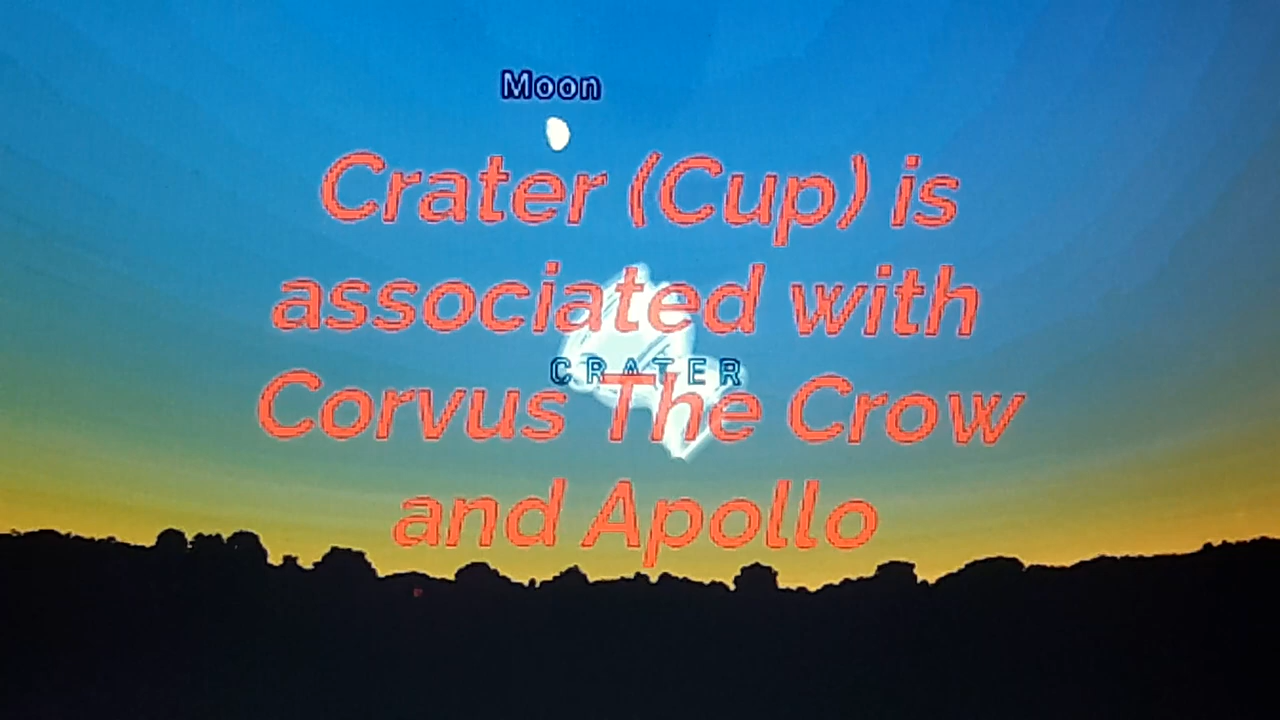 Moon
Crater (Cup) is
associated with
CRATER
Corvus The Crow
and Apollo